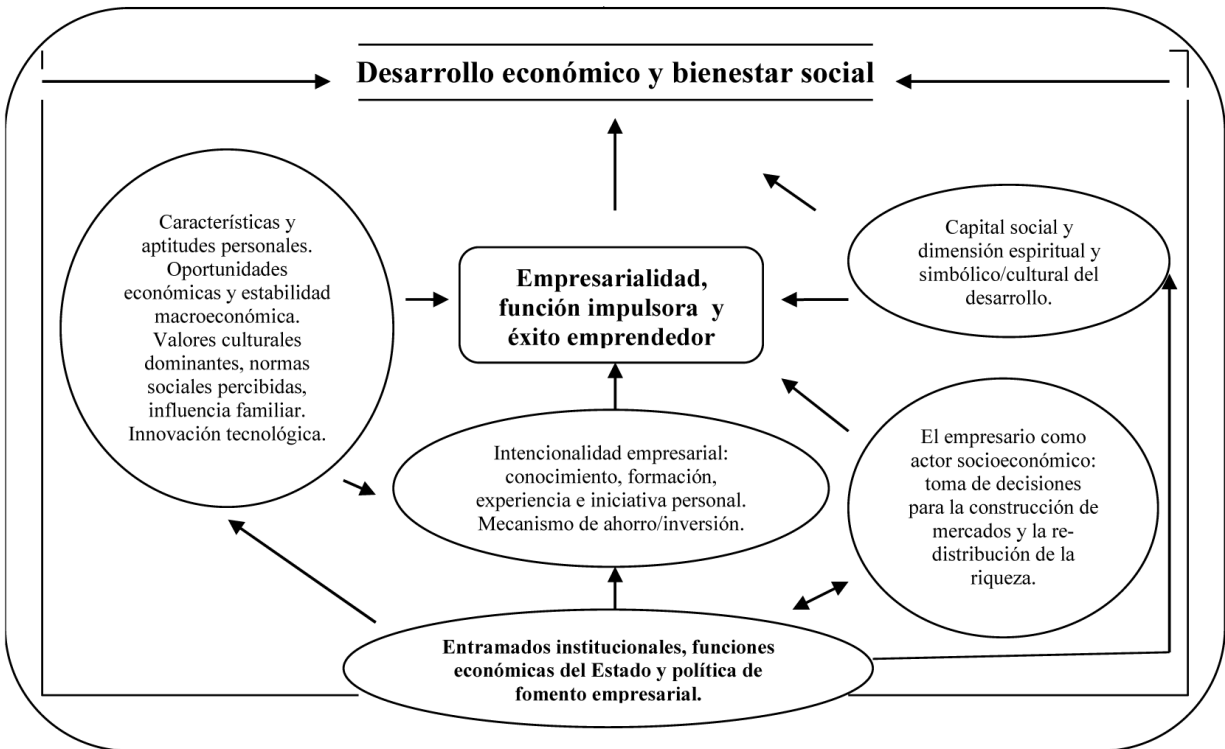 Desarrollo económico y bienestar social
Características y
aptitudes personales.
Oportunidades
económicas y estabilidad
macroeconómica.
Valores culturales
dominantes, normas
sociales percibidas,
influencia familiar.
Innovación tecnológica.
Empresarialidad,
función impulsora y
éxito emprendedor
Capital social y
dimensión espiritual y
simbólico/cultural del
desarrollo.
Intencionalidad empresarial:
conocimiento, formación,
experiencia e iniciativa personal.
Mecanismo de ahorro/inversión.
El empresario como
actor socioeconómico:
toma de decisiones
para la construcción de
mercados y la re-
distribución de la
riqueza.
Entramados institucionales, funciones
económicas del Estado y política de
fomento empresarial.